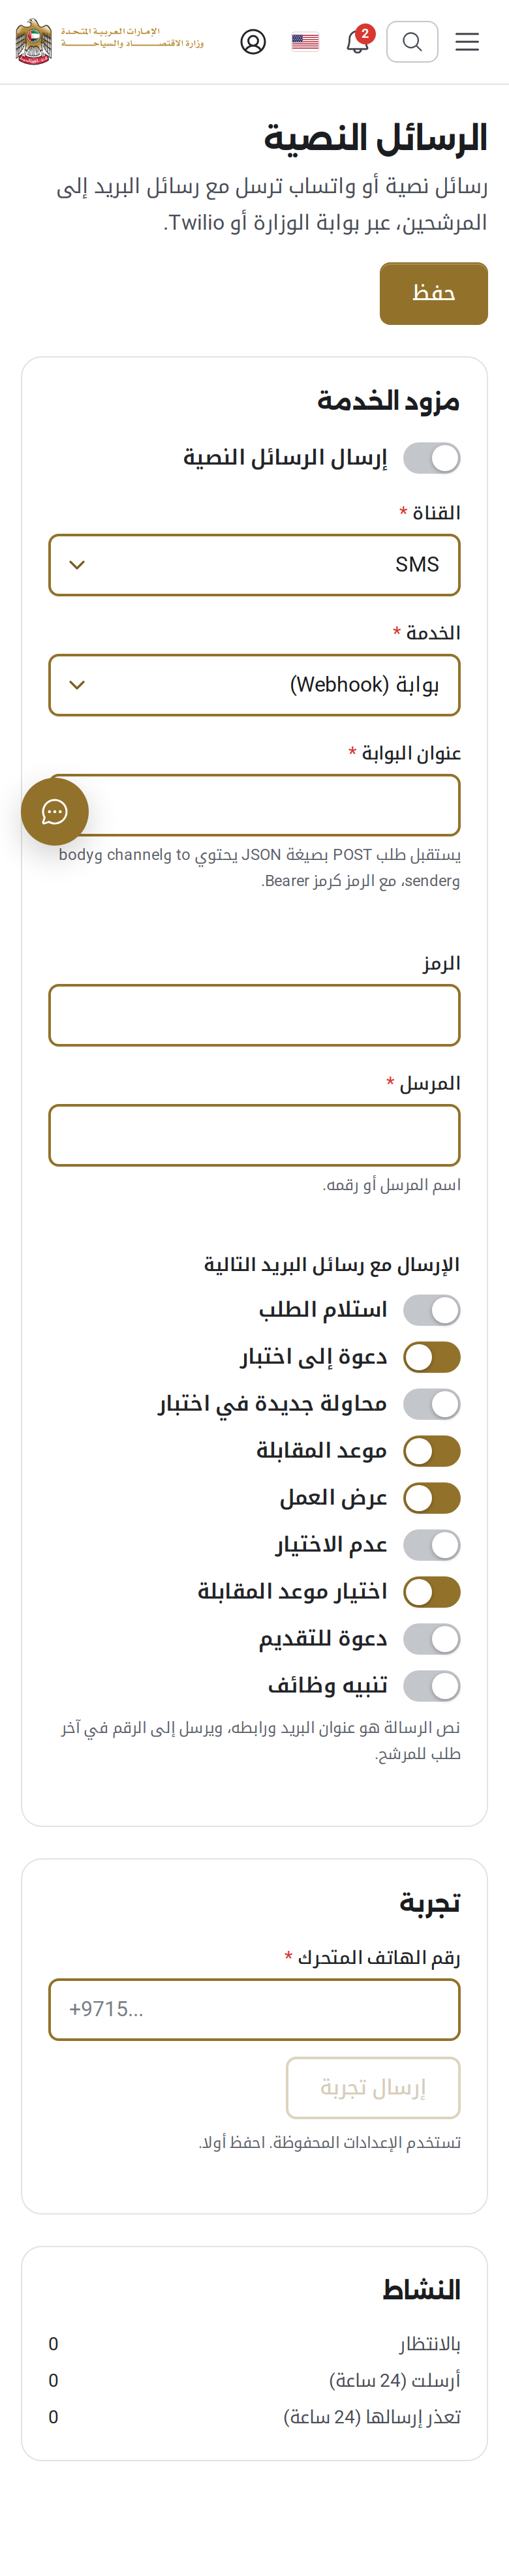 الإمارات العربية المتحدة
وزارة الاقتصاد والسياحة
2
الرسائل النصية
رسائل نصية أو واتساب ترسل مع رسائل البريد إلى
المرشحين، عبر بوابة الوزارة أو Twilio.
حفظ
مزود الخدمة
إرسال الرسائل النصية
القناة *
SMS
الخدمة *
بوابة (Webhook)
عنوان البوابة *
يستقبل طلب POST بصيغة JSON يحتوي to وchannel وbody
وsender، مع الرمز كرمز Bearer.
الرمز
المرسل *
اسم المرسل أو رقمه.
الإرسال مع رسائل البريد التالية
استلام الطلب
دعوة إلى اختبار
محاولة جديدة في اختبار
موعد المقابلة
عرض العمل
عدم الاختيار
اختيار موعد المقابلة
دعوة للتقديم
تنبيه وظائف
نص الرسالة هو عنوان البريد ورابطه، ويرسل إلى الرقم في آخر
طلب للمرشح.
تجربة
رقم الهاتف المتحرك *
+9715...
إرسال تجربة
تستخدم الإعدادات المحفوظة. احفظ أولا.
النشاط
بالانتظار 0
أرسلت (24 ساعة) 0
تعذر إرسالها (24 ساعة) 0